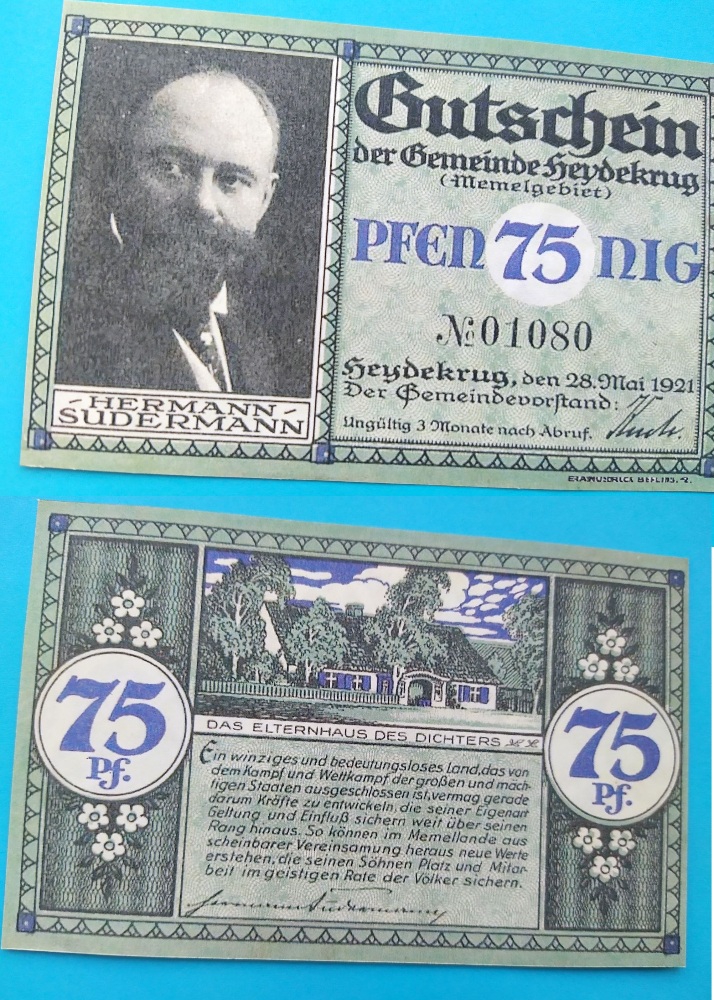 HERMANN
SUDERMANN
Gutschein
der Gemeinde Heydekrug
(Memelgebiet)
PFEN 75 NIG
№ 01080
Heydekrug, den 28. Mai 1921
Der Gemeindevorstand:
Ungültig 3 Monate nach Abruf.
75
Pf.
DAS ELTERNHAUS DES DICHTERS
Ein winziges und bedeutungsloses Land, das von
dem Kampf und Wettkampf der großen und mäch-
tigen Staaten ausgeschlossen ist, vermag gerade
darum Kräfte zu entwickeln, die seiner Eigenart
Geltung und Einfluß sichern weit über seinen
Rang hinaus. So können im Memellande aus
scheinbarer Vereinsamung heraus neue Werte
erstehen, die seinen Söhnen Platz und Mitar-
beit im geistigen Rate der Völker sichern.
Hermann Sudermann
75
Pf.